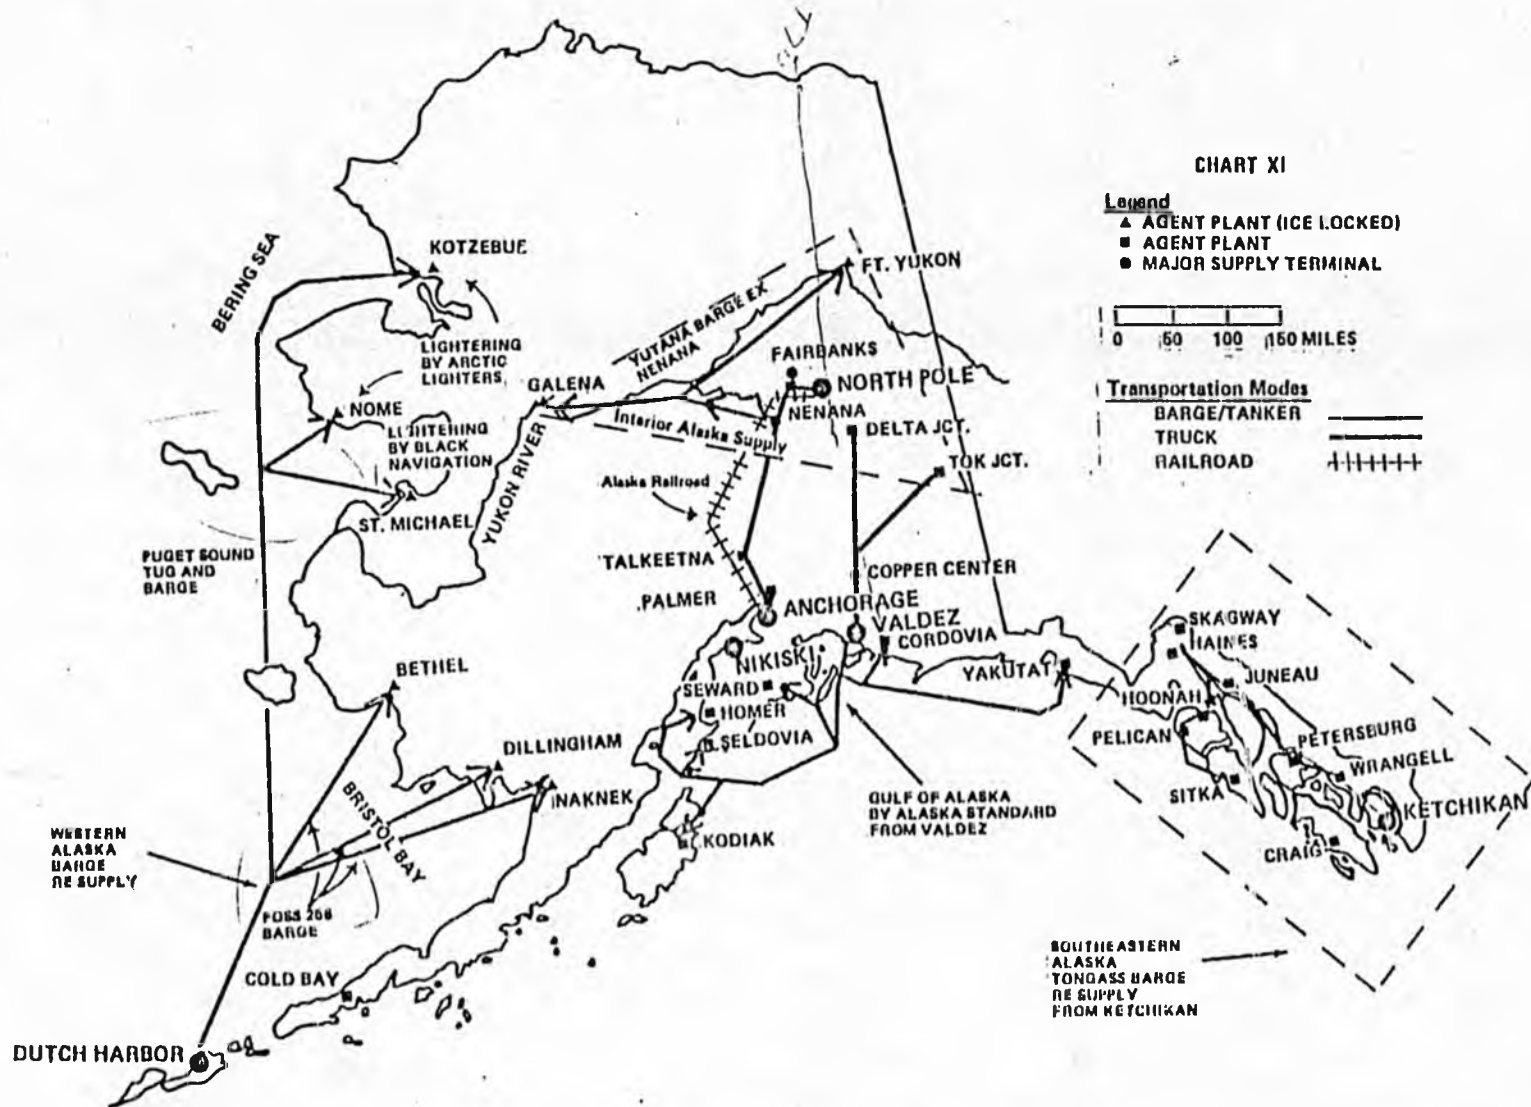 CHART XI
Legend
▲ AGENT PLANT (ICE LOCKED)
■ AGENT PLANT
● MAJOR SUPPLY TERMINAL
0 50 100 150 MILES
Transportation Modes
BARGE/TANKER
TRUCK
RAILROAD
BERING SEA
KOTZEBUE
LIGHTERING
BY ARCTIC
LIGHTERS
NOME
LIGHTERING
BY BLACK
NAVIGATION
ST. MICHAEL
YUKON RIVER
GALENA
YUTANA BARGE EX
NENANA
FT. YUKON
FAIRBANKS
NORTH POLE
NENANA
Interior Alaska Supply
DELTA JCT.
TOK JCT.
Alaska Railroad
PUGET SOUND
TUG AND
BARGE
TALKEETNA
COPPER CENTER
PALMER
ANCHORAGE
VALDEZ
CORDOVIA
NIKISKI
SEWARD
HOMER
SELDOVIA
YAKUTAT
BETHEL
DILLINGHAM
NAKNEK
BRISTOL BAY
KODIAK
GULF OF ALASKA
BY ALASKA STANDARD
FROM VALDEZ
WESTERN
ALASKA
BARGE
RE SUPPLY
FOSS 256
BARGE
COLD BAY
DUTCH HARBOR
SKAGWAY
HAINES
JUNEAU
HOONAH
PELICAN
PETERSBURG
WRANGELL
SITKA
KETCHIKAN
CRAIG
SOUTHEASTERN
ALASKA
TONGASS BARGE
RE SUPPLY
FROM KETCHIKAN